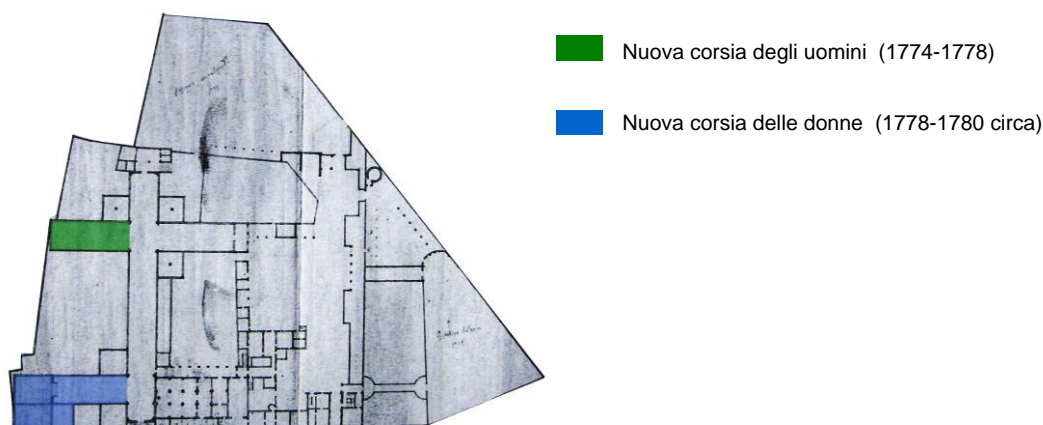 Nuova corsia degli uomini (1774-1778)
Nuova corsia delle donne (1778-1780 circa)